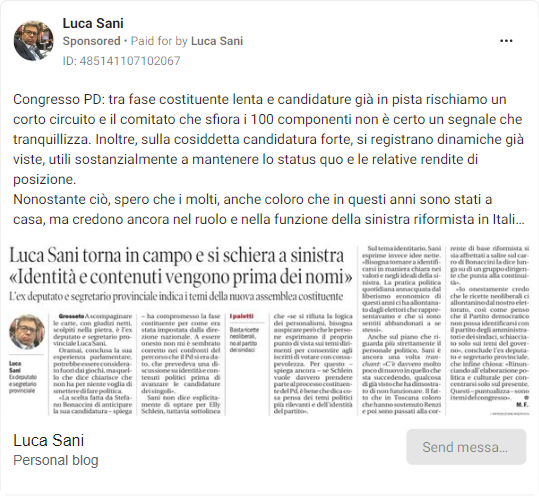 Luca Sani
Sponsored • Paid for by Luca Sani
ID: 485141107102067
Congresso PD: tra fase costituente lenta e candidature già in pista rischiamo un
corto circuito e il comitato che sfiora i 100 componenti non è certo un segnale che
tranquillizza. Inoltre, sulla cosiddetta candidatura forte, si registrano dinamiche già
viste, utili sostanzialmente a mantenere lo status quo e le relative rendite di
posizione.
Nonostante ciò, spero che i molti, anche coloro che in questi anni sono stati a
casa, ma credono ancora nel ruolo e nella funzione della sinistra riformista in Itali...
Luca Sani torna in campo e si schiera a sinistra
«Identità e contenuti vengono prima dei nomi»
L'ex deputato e segretario provinciale indica i temi della nuova assemblea costituente
Luca
Sani
Ex deputato
e segretario
provinciale
Grosseto Accompagnare
le carte, con giudizi netti,
scolpiti nella pietra, è l'ex
deputato e segretario provinciale
Luca Sani.
Oramai, conclusa la sua
esperienza parlamentare,
potrebbe essere considerato
fuori dai giochi, ma quello
che dice chiarisce che
non ha per niente voglia di
smettere di fare politica.
«La scelta fatta da Stefano
Bonaccini di anticipare
la sua candidatura – spiega
– ha compromesso la fase
costituente per come era
stata impostata dalla direzione
nazionale. A essere
onesto non mi è sembrato
corretto nei confronti del
percorso che il Pd si era dato,
che prevedeva una discussione
su identità e contenuti
politici prima di
avanzare le candidature
dei singoli».
Sani non dice esplicitamente
di optare per Elly
Schlein, tuttavia sottolinea
I paletti
Basta ricette
neoliberali,
no al partito
dei sindaci
che «se si rifiuta la logica
dei personalismi, bisogna
auspicare però che le persone
esprimano il proprio
punto di vista sui temi dirimenti
per consentire agli
iscritti di votare con consapevolezza.
Per questo –
spiega ancora – se Schlein
vuole davvero prendere parte
al processo costituente
del Pd, è bene che dica cosa
pensa dei temi politici
più rilevanti e dell'identità
del partito».
Sul tema identitario, Sani
esprime invece idee nette.
«Bisogna tornare a identificarsi
in maniera chiara nei
valori e negli ideali della sinistra.
La pratica politica
quotidiana annacquata dal
liberismo economico di
questi anni ci ha allontanato
dagli elettori che rappresentavamo
e che si sono
sentiti abbandonati a se
stessi».
Anche sul piano che riguarda
più strettamente il
personale politico, Sani è
ancora una volta tranchant.
«C'è davvero molto
poco di nuovo in quello che
sta succedendo, qualcosa
di già visto che ha dimostrato
di non funzionare. Il fatto
che in Toscana coloro
che hanno sostenuto Renzi
e poi sono passati alla corrente
di base riformista si
sia affrettati a salire sul carro
di Bonaccini la dice lunga
su di un gruppo dirigente
che punta alla continuità».
«Io onestamente credo
che le ricette neoliberali ci
allontanino dal nostro elettorato,
così come penso
che il Partito democratico
non possa identificarsi con
il partito degli amministratori
e dei sindaci, schiacciato
solo sui temi del governo»,
conclude l'ex deputato
e segretario provinciale,
che infine chiosa: «Rinunciando
all'elaborazione
politica e culturale per concentrarsi
solo sul presente.
Questi – puntualizza – sono
i temi del congresso».
M. F.
Luca Sani
Personal blog
Send messa...